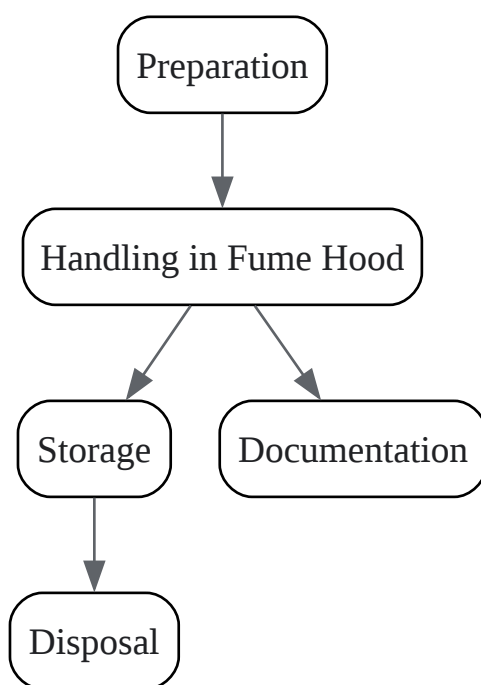 Preparation
Handling in Fume Hood
Storage
Documentation
Disposal